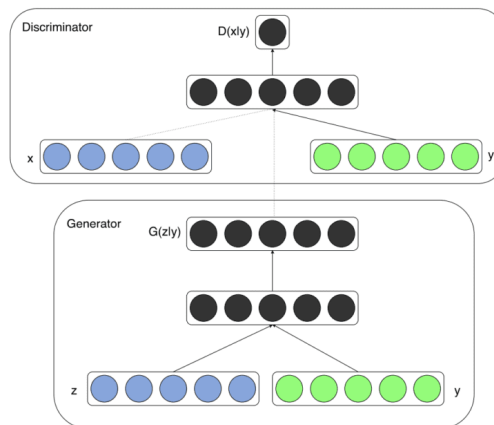 Discriminator
D(x|y)
x
y
Generator
G(z|y)
z
y